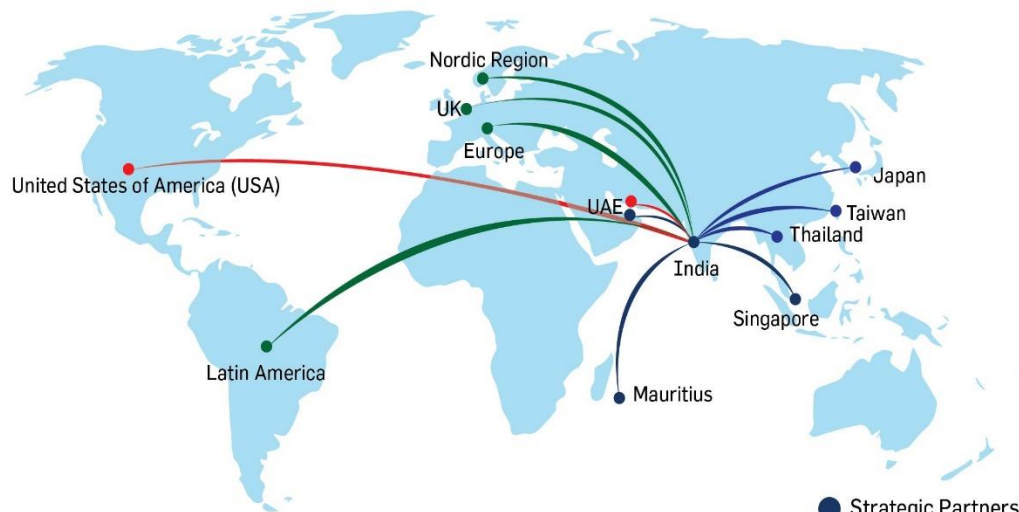 Nordic Region
UK
Europe
United States of America (USA)
UAE
Japan
Taiwan
Thailand
India
Singapore
Latin America
Mauritius
Strategic Partners